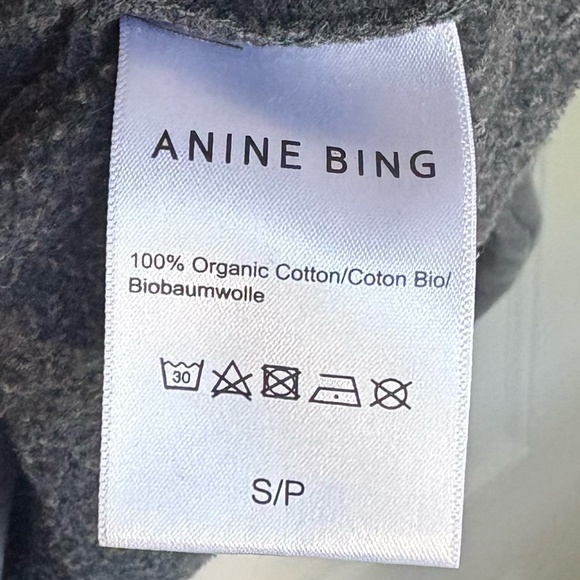 ANINE BING
100% Organic Cotton/Coton Bio/
Biobaumwolle
30
S/P